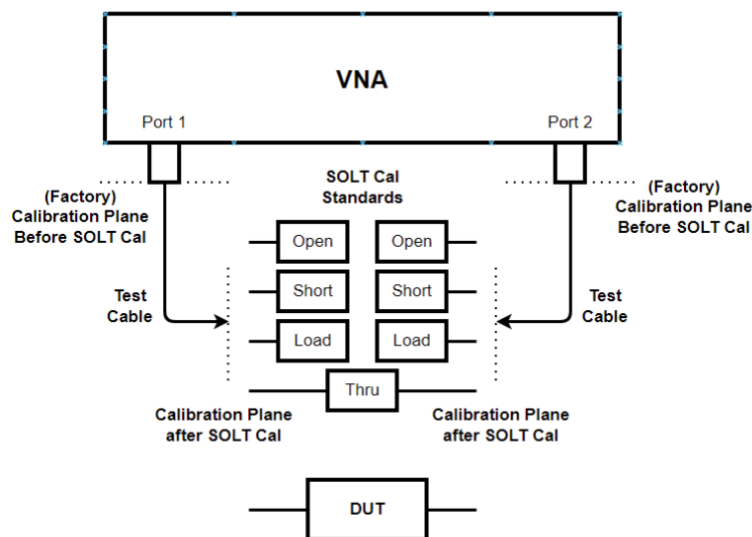 VNA
Port 1
Port 2
SOLT Cal
Standards
(Factory)
Calibration Plane
Before SOLT Cal
(Factory)
Calibration Plane
Before SOLT Cal
Open
Open
Short
Short
Test
Cable
Test
Cable
Load
Load
Thru
Calibration Plane
after SOLT Cal
Calibration Plane
after SOLT Cal
DUT